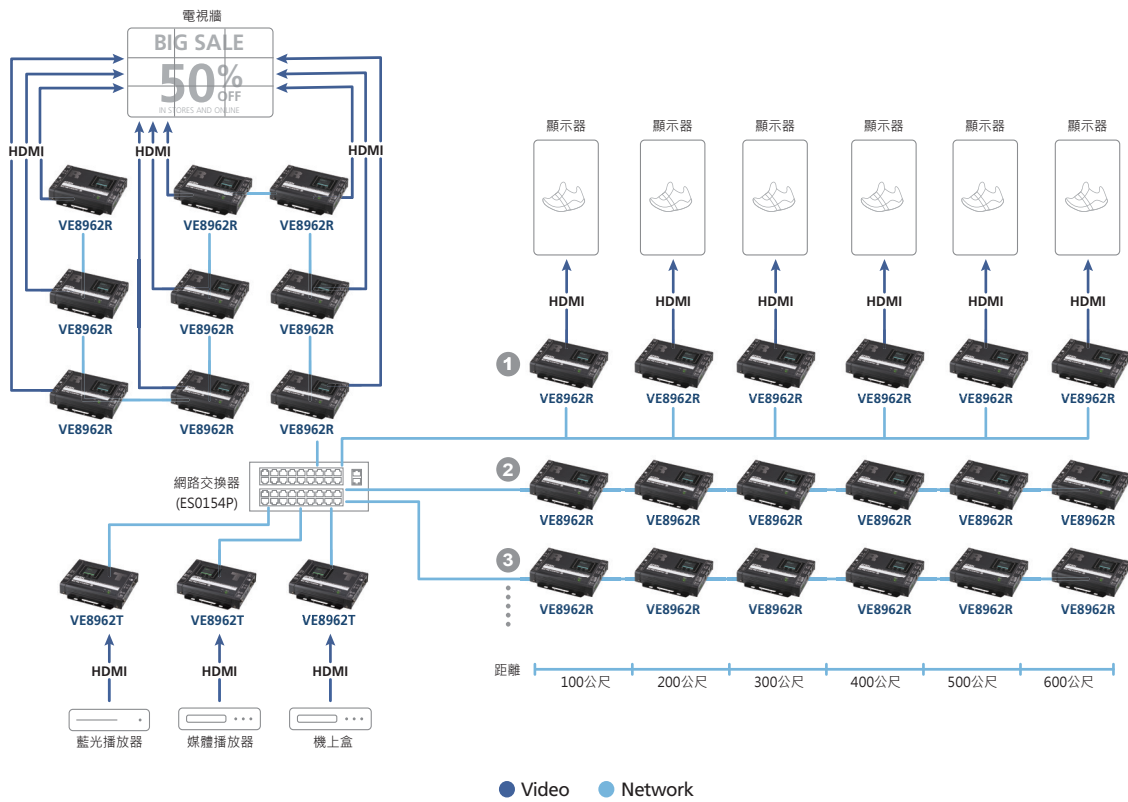 電視牆
BIG SALE
50%
OFF
IN STORES AND ONLINE
HDMI
HDMI
HDMI
VE8962R
VE8962R
VE8962R
VE8962R
VE8962R
VE8962R
VE8962R
VE8962R
VE8962R
網路交換器
(ES0154P)
VE8962T
VE8962T
VE8962T
HDMI
HDMI
HDMI
藍光播放器
媒體播放器
機上盒
顯示器
顯示器
顯示器
顯示器
顯示器
顯示器
HDMI
HDMI
HDMI
HDMI
HDMI
HDMI
1
VE8962R
VE8962R
VE8962R
VE8962R
VE8962R
VE8962R
2
VE8962R
VE8962R
VE8962R
VE8962R
VE8962R
VE8962R
3
VE8962R
VE8962R
VE8962R
VE8962R
VE8962R
VE8962R
距離
100公尺
200公尺
300公尺
400公尺
500公尺
600公尺
Video
Network